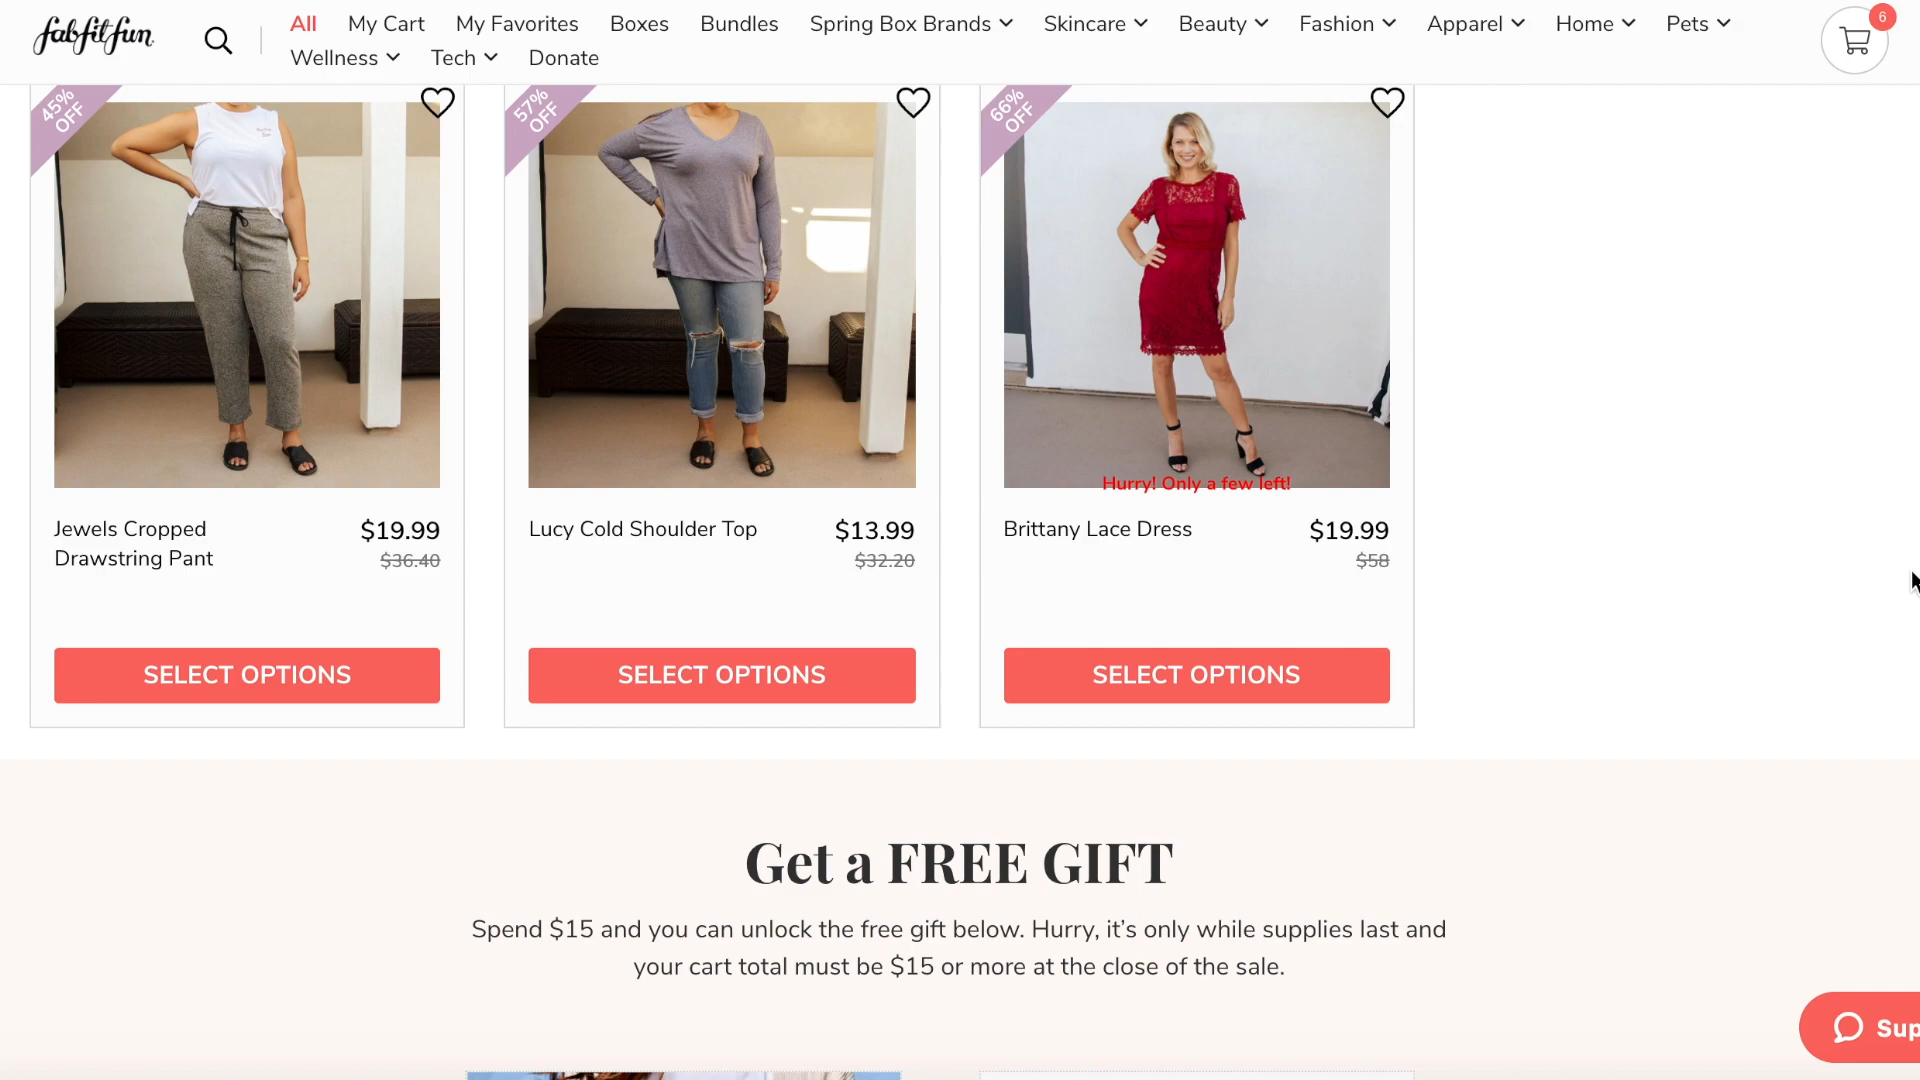 fabfitfun
All My Cart My Favorites Boxes Bundles Spring Box Brands Skincare Beauty Fashion Apparel Home Pets
Wellness Tech Donate
6
45% OFF
57% OFF
66% OFF
Hurry! Only a few left!
Jewels Cropped Drawstring Pant
$19.99
$36.40
Lucy Cold Shoulder Top
$13.99
$32.20
Brittany Lace Dress
$19.99
$58
SELECT OPTIONS
SELECT OPTIONS
SELECT OPTIONS
Get a FREE GIFT
Spend $15 and you can unlock the free gift below. Hurry, it’s only while supplies last and
your cart total must be $15 or more at the close of the sale.
Sup